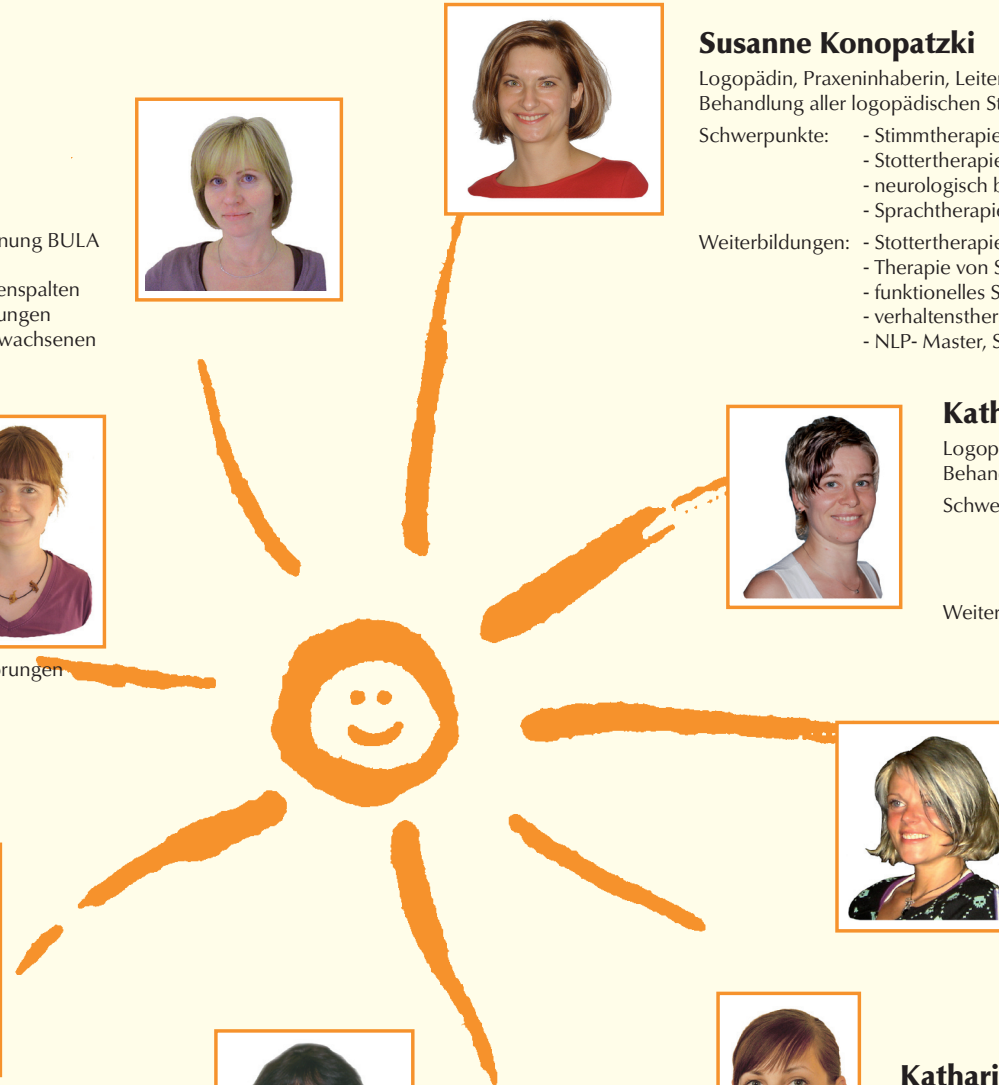 Susanne Konopatzki
Logopädin, Praxeninhaberin, Leiter
Behandlung aller logopädischen St
Schwerpunkte: - Stimmtherapie
- Stottertherapie
- neurologisch b
- Sprachtherapie
Weiterbildungen: - Stottertherapie
- Therapie von S
- funktionelles S
- verhaltensther
- NLP- Master, S
nung BULA
enspalten
ungen
wachsenen
Kath
Logop
Behan
Schwe
Weiter
örungen
Kathari